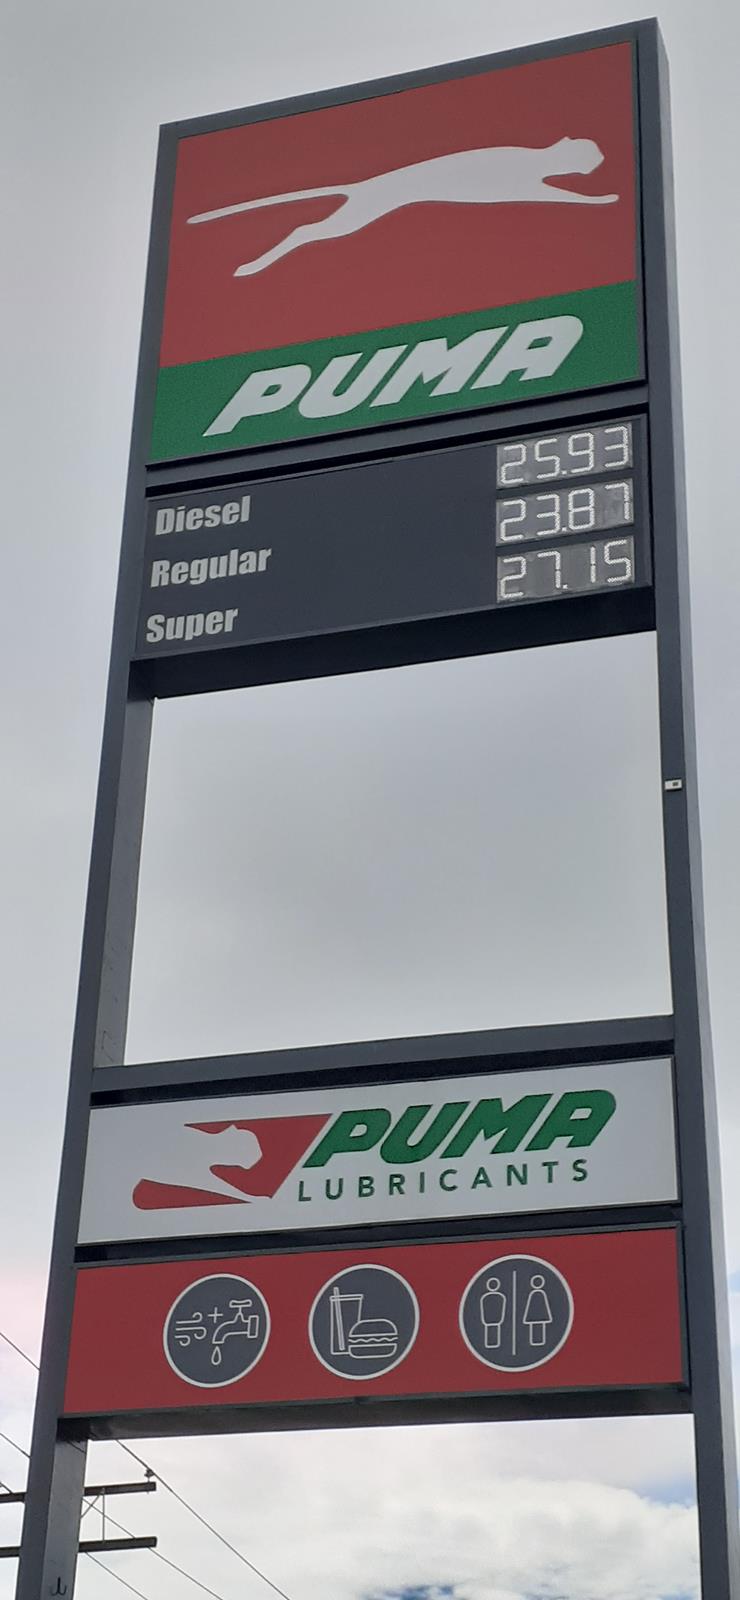 PUMA
Diesel 25.93
Regular 23.87
Super 27.15
PUMA
LUBRICANTS